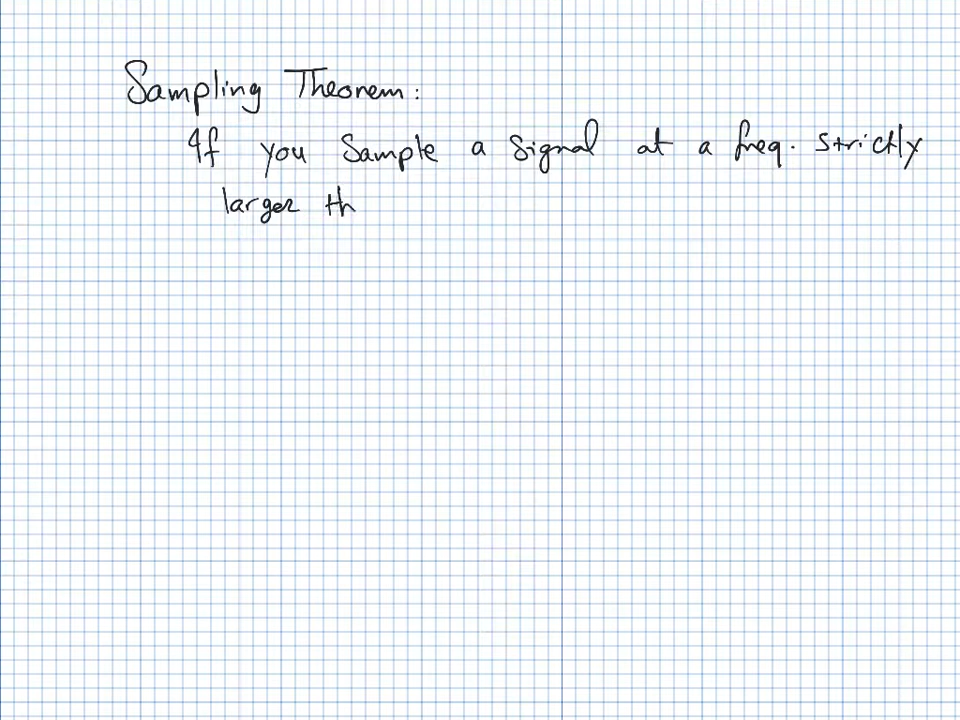 Sampling Theorem:
If you Sample a Signal at a freq. strictly
larger th